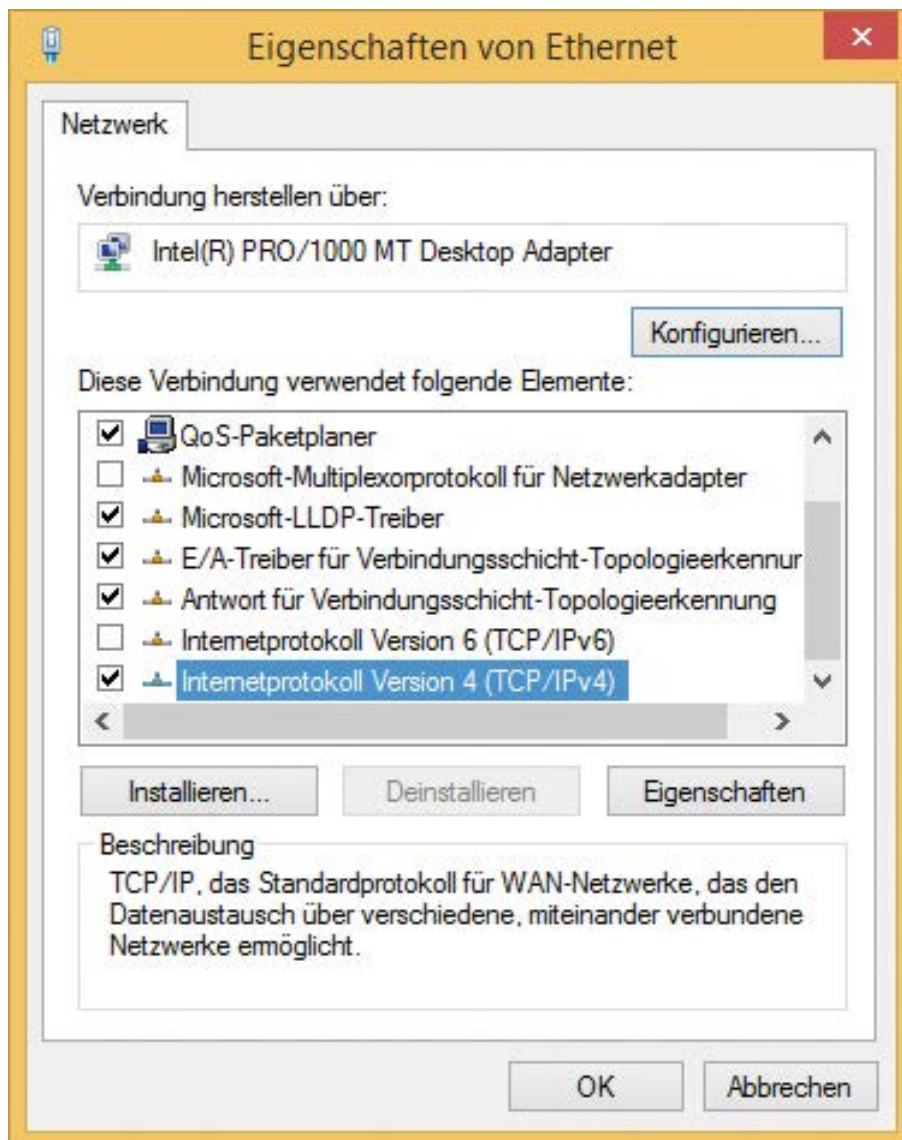 Eigenschaften von Ethernet
Netzwerk
Verbindung herstellen über:
Intel(R) PRO/1000 MT Desktop Adapter
Konfigurieren...
Diese Verbindung verwendet folgende Elemente:
QoS-Paketplaner
Microsoft-Multiplexorprotokoll für Netzwerkadapter
Microsoft-LLDP-Treiber
E/A-Treiber für Verbindungsschicht-Topologieerkennur
Antwort für Verbindungsschicht-Topologieerkennung
Internetprotokoll Version 6 (TCP/IPv6)
Internetprotokoll Version 4 (TCP/IPv4)
Installieren...
Deinstallieren
Eigenschaften
Beschreibung
TCP/IP, das Standardprotokoll für WAN-Netzwerke, das den
Datenaustausch über verschiedene, miteinander verbundene
Netzwerke ermöglicht.
OK
Abbrechen